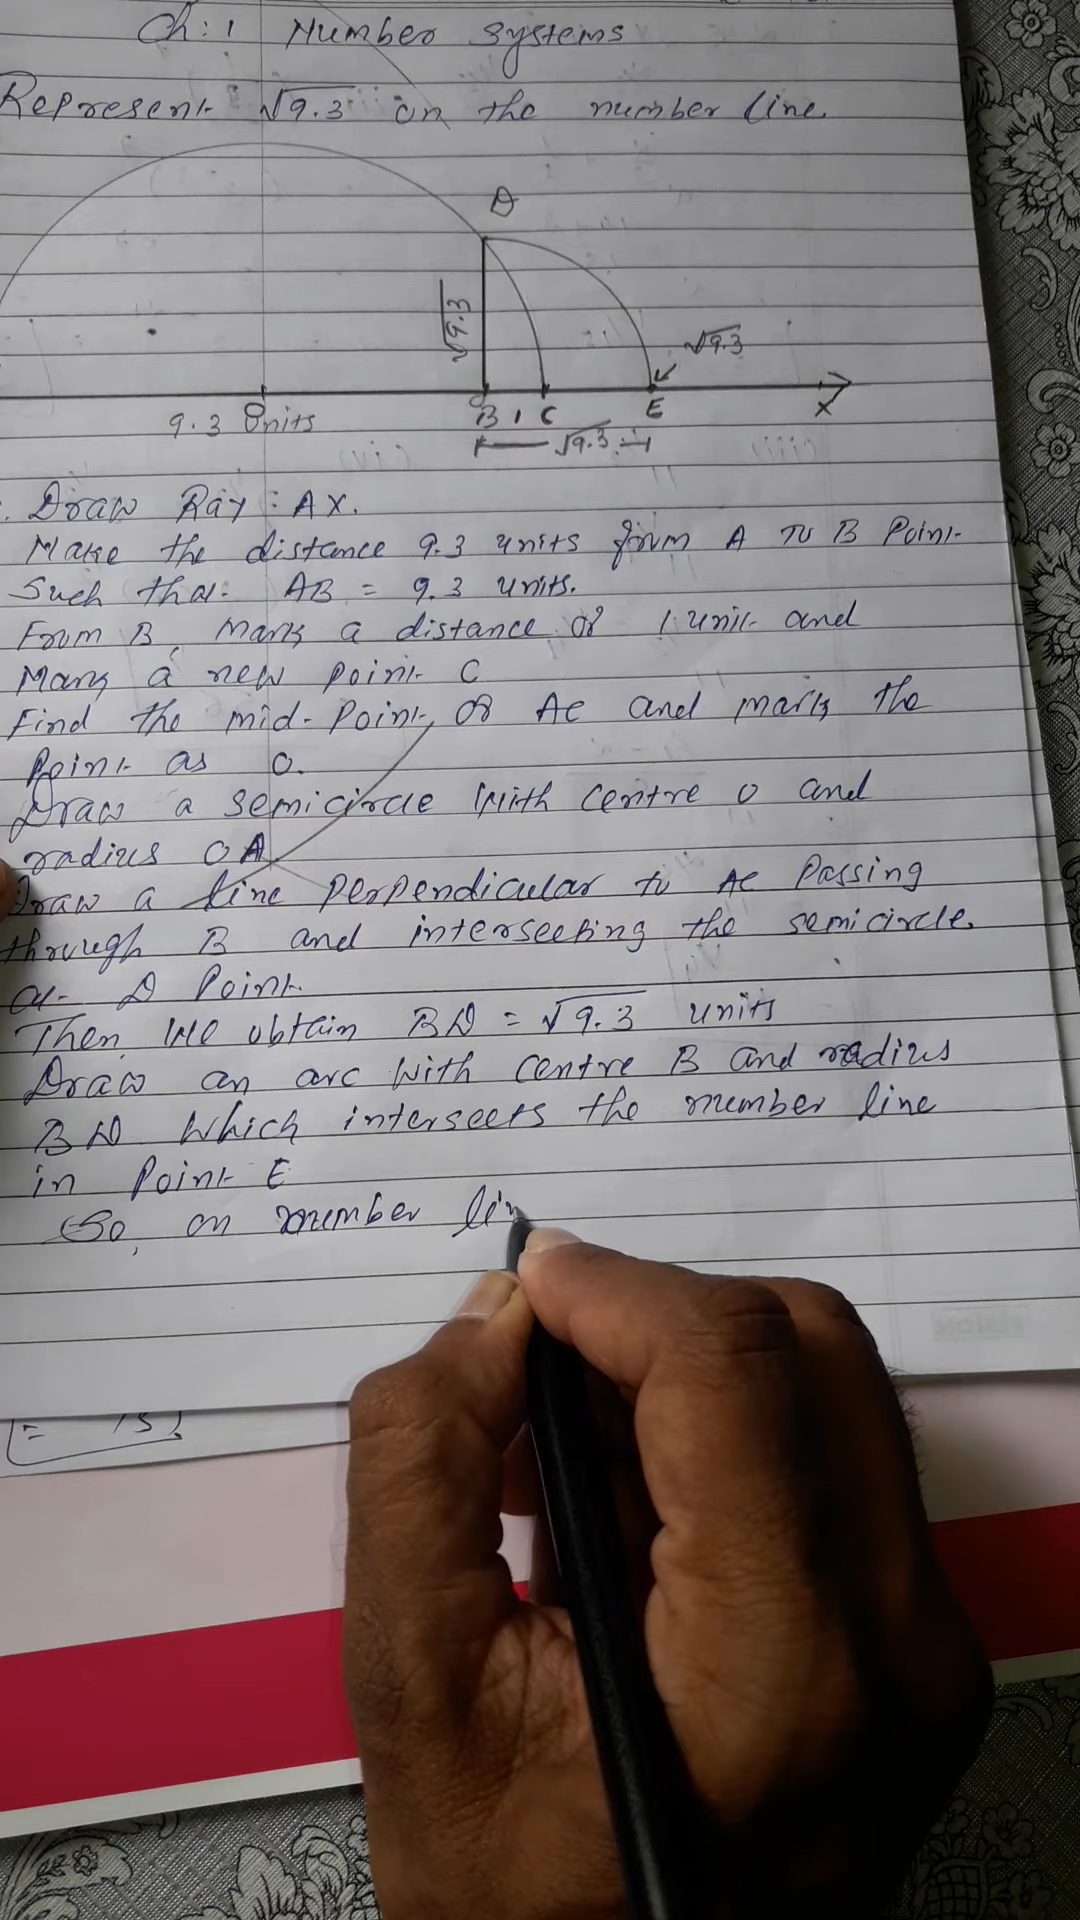 Ch: 1 Number Systems
Represent √9.3 on the number line.
D
√9.3
√9.3
9.3 Units
B 1 C
E
X
√9.3
. Draw Ray : AX.
Make the distance 9.3 units from A to B Point.
Such that AB = 9.3 units.
From B, Mark a distance of 1 unit and
Mark a new point C
Find the mid-Point, of AC and mark the
Point as O.
Draw a semicircle With centre O and
radius OA
Draw a line perpendicular to AC Passing
through B and intersecting the semicircle.
at D Point.
Then, We obtain BD = √9.3 units
Draw an arc With centre B and radius
BD Which intersects the number line
in Point E
So, on number lin
= 15